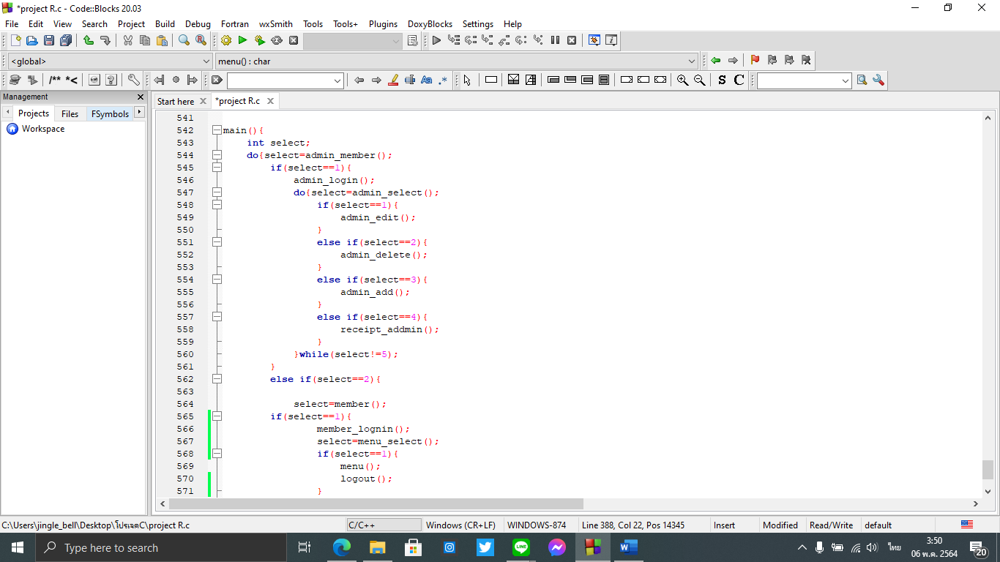 *project R.c - Code::Blocks 20.03
File Edit View Search Project Build Debug Fortran wxSmith Tools Tools+ Plugins DoxyBlocks Settings Help
<global> menu() : char
/** *< Aa .* S C
Management
Start here *project R.c
Projects Files FSymbols
Workspace
541
542 main(){
543 int select;
544 do{select=admin_member();
545 if(select==1){
546 admin_login();
547 do{select=admin_select();
548 if(select==1){
549 admin_edit();
550 }
551 else if(select==2){
552 admin_delete();
553 }
554 else if(select==3){
555 admin_add();
556 }
557 else if(select==4){
558 receipt_addmin();
559 }
560 }while(select!=5);
561 }
562 else if(select==2){
563
564 select=member();
565 if(select==1){
566 member_lognin();
567 select=menu_select();
568 if(select==1){
569 menu();
570 logout();
571 }
C:\Users\jingle_bell\Desktop\โปรเจคC\project R.c C/C++ Windows (CR+LF) WINDOWS-874 Line 388, Col 22, Pos 14345 Insert Modified Read/Write default
Type here to search
LINE
W
ไทย
3:50
06 พ.ค. 2564
20